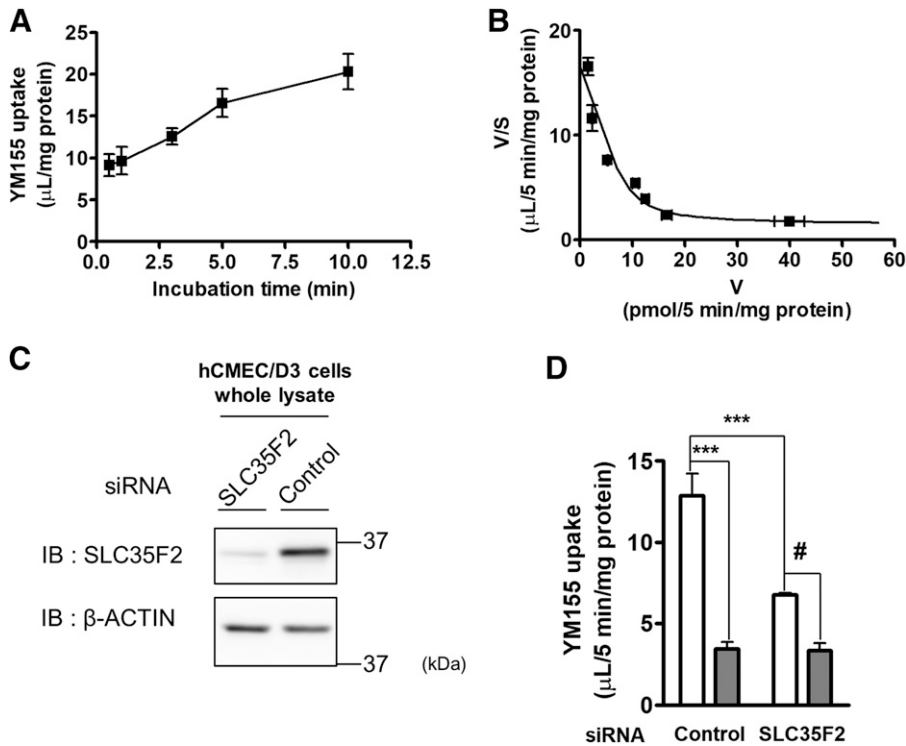 A
YM155 uptake
(μL/mg protein)
25
20
15
10
5
0
0.0 2.5 5.0 7.5 10.0 12.5
Incubation time (min)
B
V/S
(μL/5 min/mg protein)
20
10
0
0 10 20 30 40 50 60
V
(pmol/5 min/mg protein)
C
hCMEC/D3 cells
whole lysate
siRNA
SLC35F2
Control
IB : SLC35F2
37
IB : β-ACTIN
37
(kDa)
D
YM155 upake
(μL/5 min/mg protein)
15
10
5
0
***
***
#
siRNA Control SLC35F2